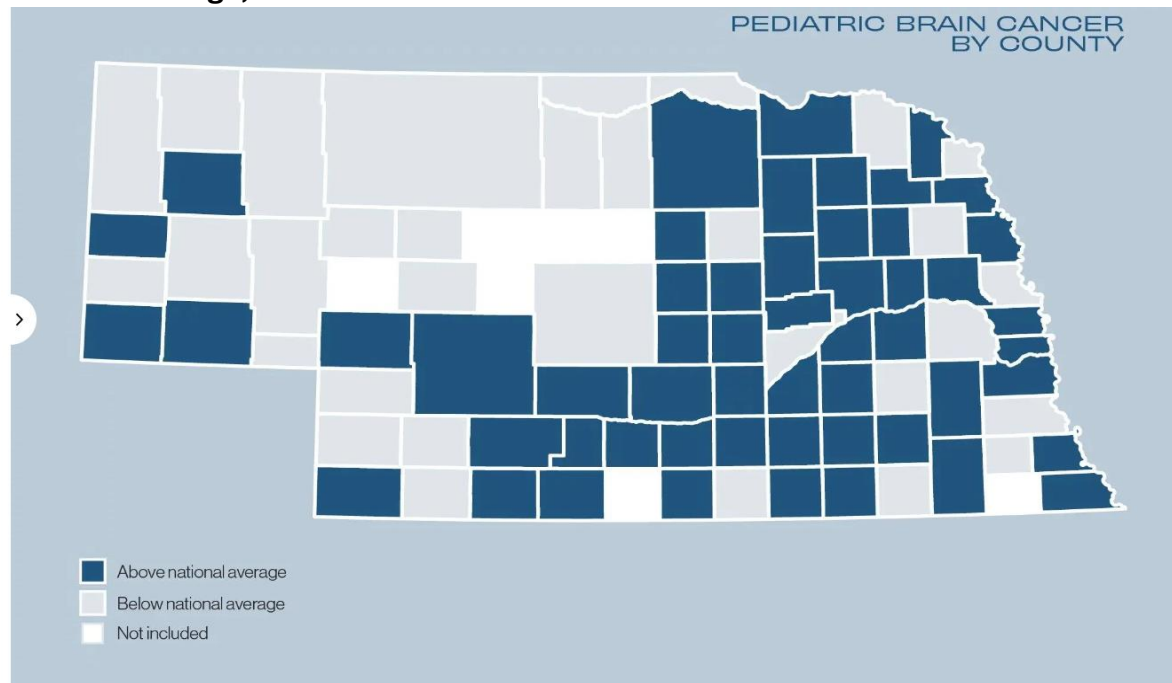 PEDIATRIC BRAIN CANCER
BY COUNTY
Above national average
Below national average
Not included